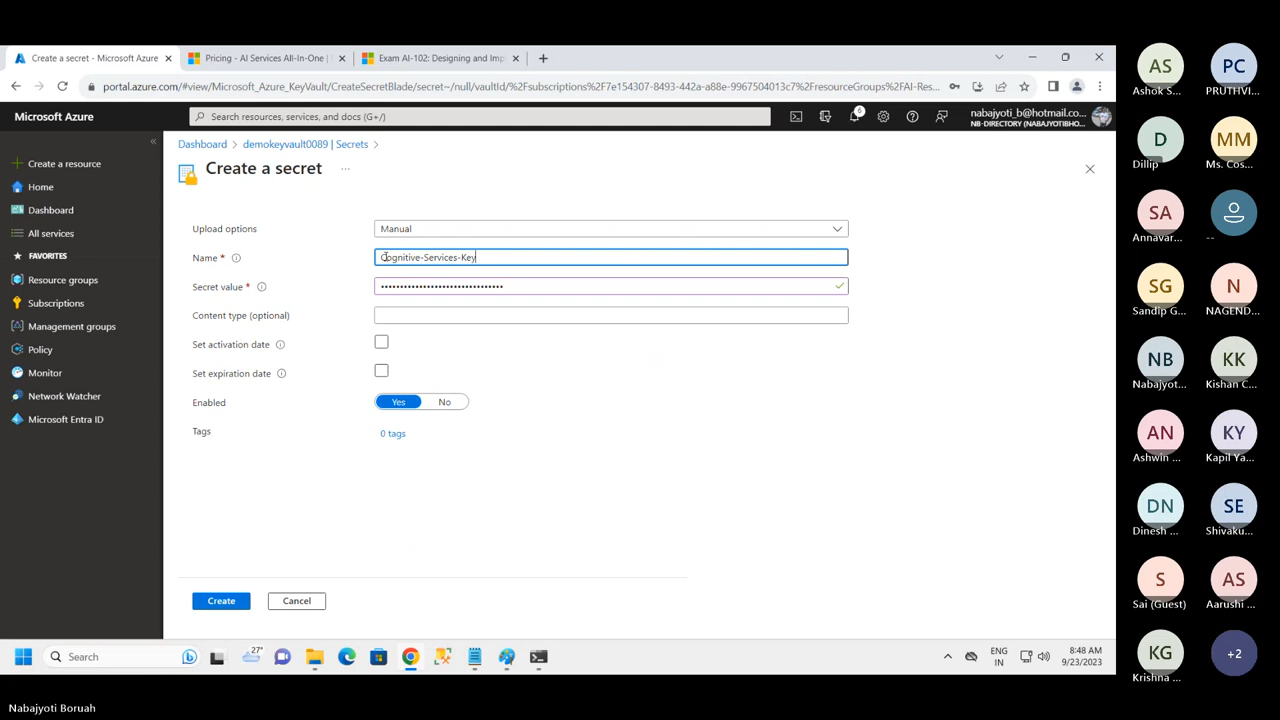 Create a secret - Microsoft Azure
Pricing - AI Services All-In-One |
Exam AI-102: Designing and Imp
portal.azure.com/#view/Microsoft_Azure_KeyVault/CreateSecretBlade/secret~/null/vaultId/%2Fsubscriptions%2F7e154307-8493-442a-a88e-9967504013c7%2FresourceGroups%2FAI-Res...
Microsoft Azure
Search resources, services, and docs (G+/)
6
nabajyoti_b@hotmail.co...
NB-DIRECTORY (NABAJYOTIBHO...
Create a resource
Home
Dashboard
All services
FAVORITES
Resource groups
Subscriptions
Management groups
Policy
Monitor
Network Watcher
Microsoft Entra ID
Dashboard
demokeyvault0089 | Secrets
Create a secret
Upload options
Manual
Name *
Cognitive-Services-Key
Secret value *
Content type (optional)
Set activation date
Set expiration date
Enabled
Yes
No
Tags
0 tags
Create
Cancel
Search
27°
ENG
IN
8:48 AM
9/23/2023
AS
Ashok S...
PC
PRUTHVI...
D
Dillip
MM
Ms. Cos...
SA
Annavar...
--
SG
Sandip G...
N
NAGEND...
NB
Nabajyot...
KK
Kishan C...
AN
Ashwin ...
KY
Kapil Ya...
DN
Dinesh ...
SE
Shivaku...
S
Sai (Guest)
AS
Aarushi ...
KG
Krishna ...
+2
Nabajyoti Boruah